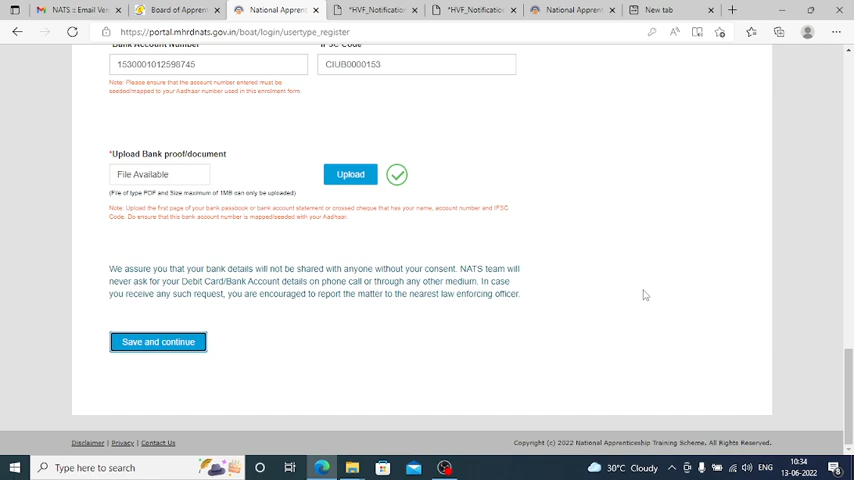 NATS :: Email Ver
Board of Apprent
National Apprent
*HVF_Notification
*HVF_Notification
National Apprent
New tab
https://portal.mhrdnats.gov.in/boat/login/usertype_register
Bank Account Number
IFSC Code
1530001012598745
CIUB0000153
Note: Please ensure that the account number entered must be
seeded/mapped to your Aadhaar number used in this enrolment form.
*Upload Bank proof/document
File Available
Upload
(File of type PDF and Size maximum of 1MB can only be uploaded)
Note: Upload the first page of your bank passbook or bank account statement or crossed cheque that has your name, account number and IFSC
Code. Do ensure that this bank account number is mapped/seeded with your Aadhaar.
We assure you that your bank details will not be shared with anyone without your consent. NATS team will
never ask for your Debit Card/Bank Account details on phone call or through any other medium. In case
you receive any such request, you are encouraged to report the matter to the nearest law enforcing officer.
Save and continue
Disclaimer | Privacy | Contact Us
Copyright (c) 2022 National Apprenticeship Training Scheme. All Rights Reserved.
Type here to search
30°C Cloudy
ENG
10:34
13-06-2022
8